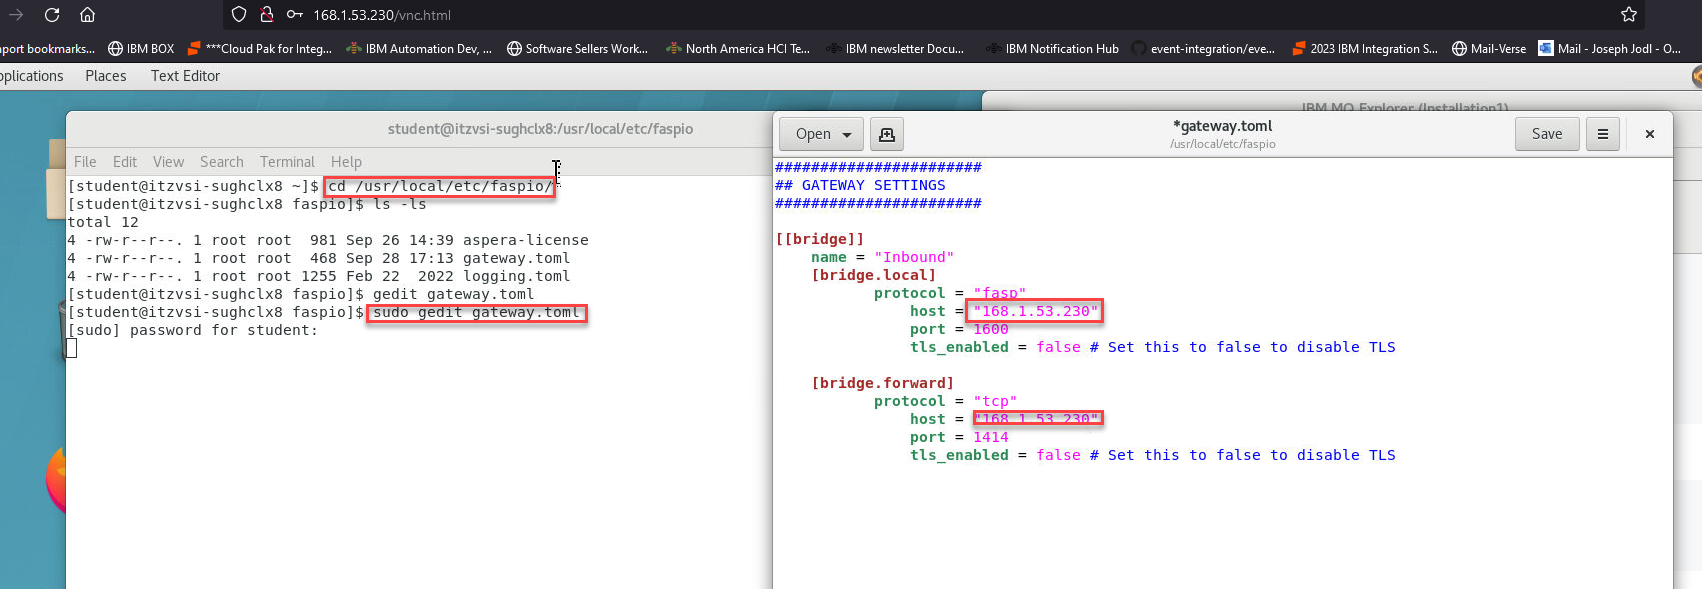 168.1.53.230/vnc.html
port bookmarks...
IBM BOX
***Cloud Pak for Integ...
IBM Automation Dev, ...
Software Sellers Work...
North America HCI Te...
IBM newsletter Docu...
IBM Notification Hub
event-integration/eve...
2023 IBM Integration S...
Mail-Verse
Mail - Joseph Jodl - O...
plications
Places
Text Editor
IBM MQ Explorer (Installation1)
student@itzvsi-sughclx8:/usr/local/etc/faspio
File Edit View Search Terminal Help
[student@itzvsi-sughclx8 ~]$ cd /usr/local/etc/faspio/
[student@itzvsi-sughclx8 faspio]$ ls -ls
total 12
4 -rw-r--r--. 1 root root  981 Sep 26 14:39 aspera-license
4 -rw-r--r--. 1 root root  468 Sep 28 17:13 gateway.toml
4 -rw-r--r--. 1 root root 1255 Feb 22  2022 logging.toml
[student@itzvsi-sughclx8 faspio]$ gedit gateway.toml
[student@itzvsi-sughclx8 faspio]$ sudo gedit gateway.toml
[sudo] password for student:
Open
*gateway.toml
/usr/local/etc/faspio
Save
#######################
## GATEWAY SETTINGS
#######################
[[bridge]]
name = "Inbound"
[bridge.local]
protocol = "fasp"
host = "168.1.53.230"
port = 1600
tls_enabled = false # Set this to false to disable TLS
[bridge.forward]
protocol = "tcp"
host = "168.1.53.230"
port = 1414
tls_enabled = false # Set this to false to disable TLS